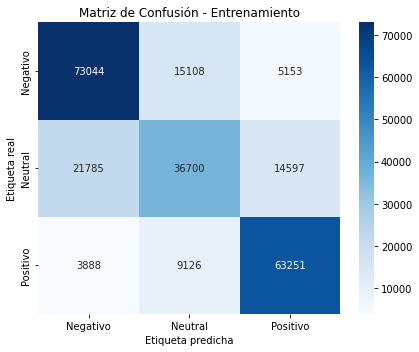 Matriz de Confusión - Entrenamiento
Etiqueta real
Negativo
73044 15108 5153
Neutral
21785 36700 14597
Positivo
3888 9126 63251
Negativo Neutral Positivo
Etiqueta predicha
70000
60000
50000
40000
30000
20000
10000